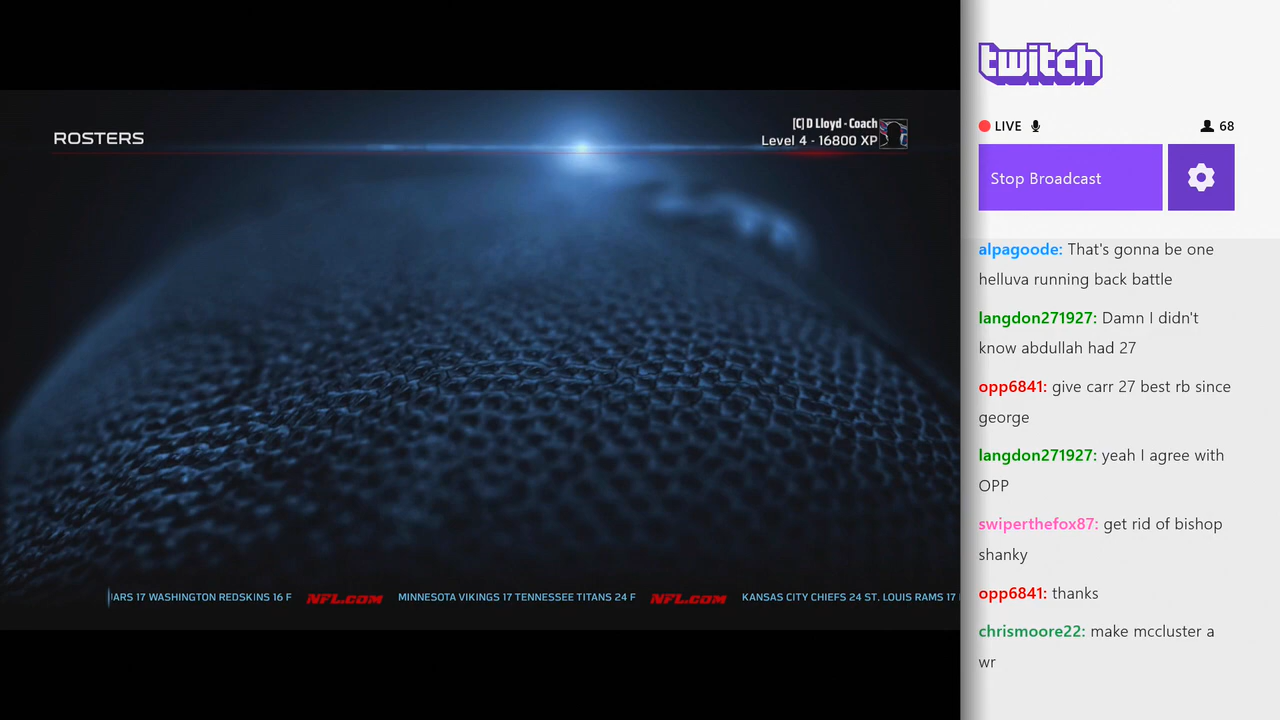 ROSTERS
[C] D Lloyd - Coach
Level 4 - 16800 XP
ARS 17 WASHINGTON REDSKINS 16 F NFL.COM MINNESOTA VIKINGS 17 TENNESSEE TITANS 24 F NFL.COM KANSAS CITY CHIEFS 24 ST. LOUIS RAMS 17
twitch
LIVE 68
Stop Broadcast
alpagoode: That's gonna be one
helluva running back battle
langdon271927: Damn I didn't
know abdullah had 27
opp6841: give carr 27 best rb since
george
langdon271927: yeah I agree with
OPP
swiperthefox87: get rid of bishop
shanky
opp6841: thanks
chrismoore22: make mccluster a
wr